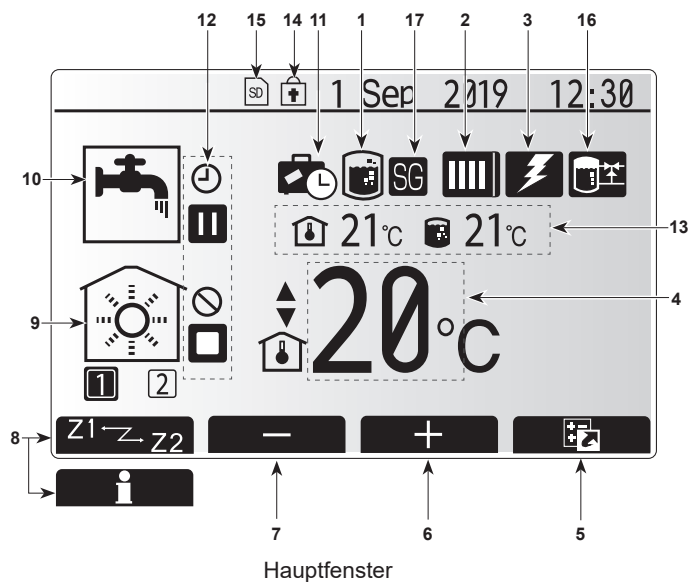 12 15 14 11 1 17 2 3 16
SD 1 Sep 2019 12:30
10
SG
21°C 21°C
13
20°C
4
9
1 2
8
Z1 Z2 − +
i
7 6 5
Hauptfenster